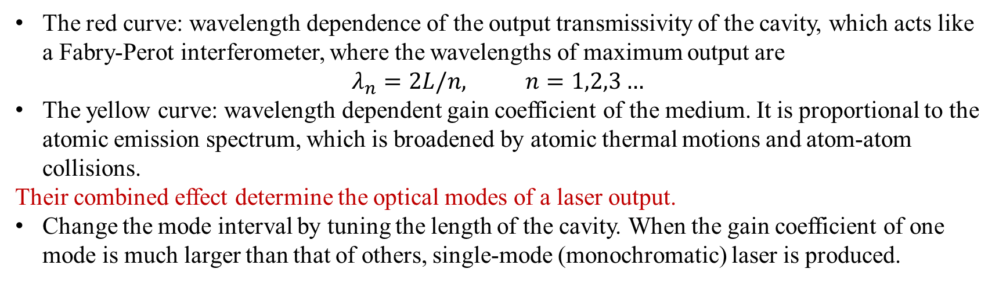 • The red curve: wavelength dependence of the output transmissivity of the cavity, which acts like
a Fabry-Perot interferometer, where the wavelengths of maximum output are
λₙ = 2L/n, n = 1,2,3 ...
• The yellow curve: wavelength dependent gain coefficient of the medium. It is proportional to the
atomic emission spectrum, which is broadened by atomic thermal motions and atom-atom
collisions.
Their combined effect determine the optical modes of a laser output.
• Change the mode interval by tuning the length of the cavity. When the gain coefficient of one
mode is much larger than that of others, single-mode (monochromatic) laser is produced.